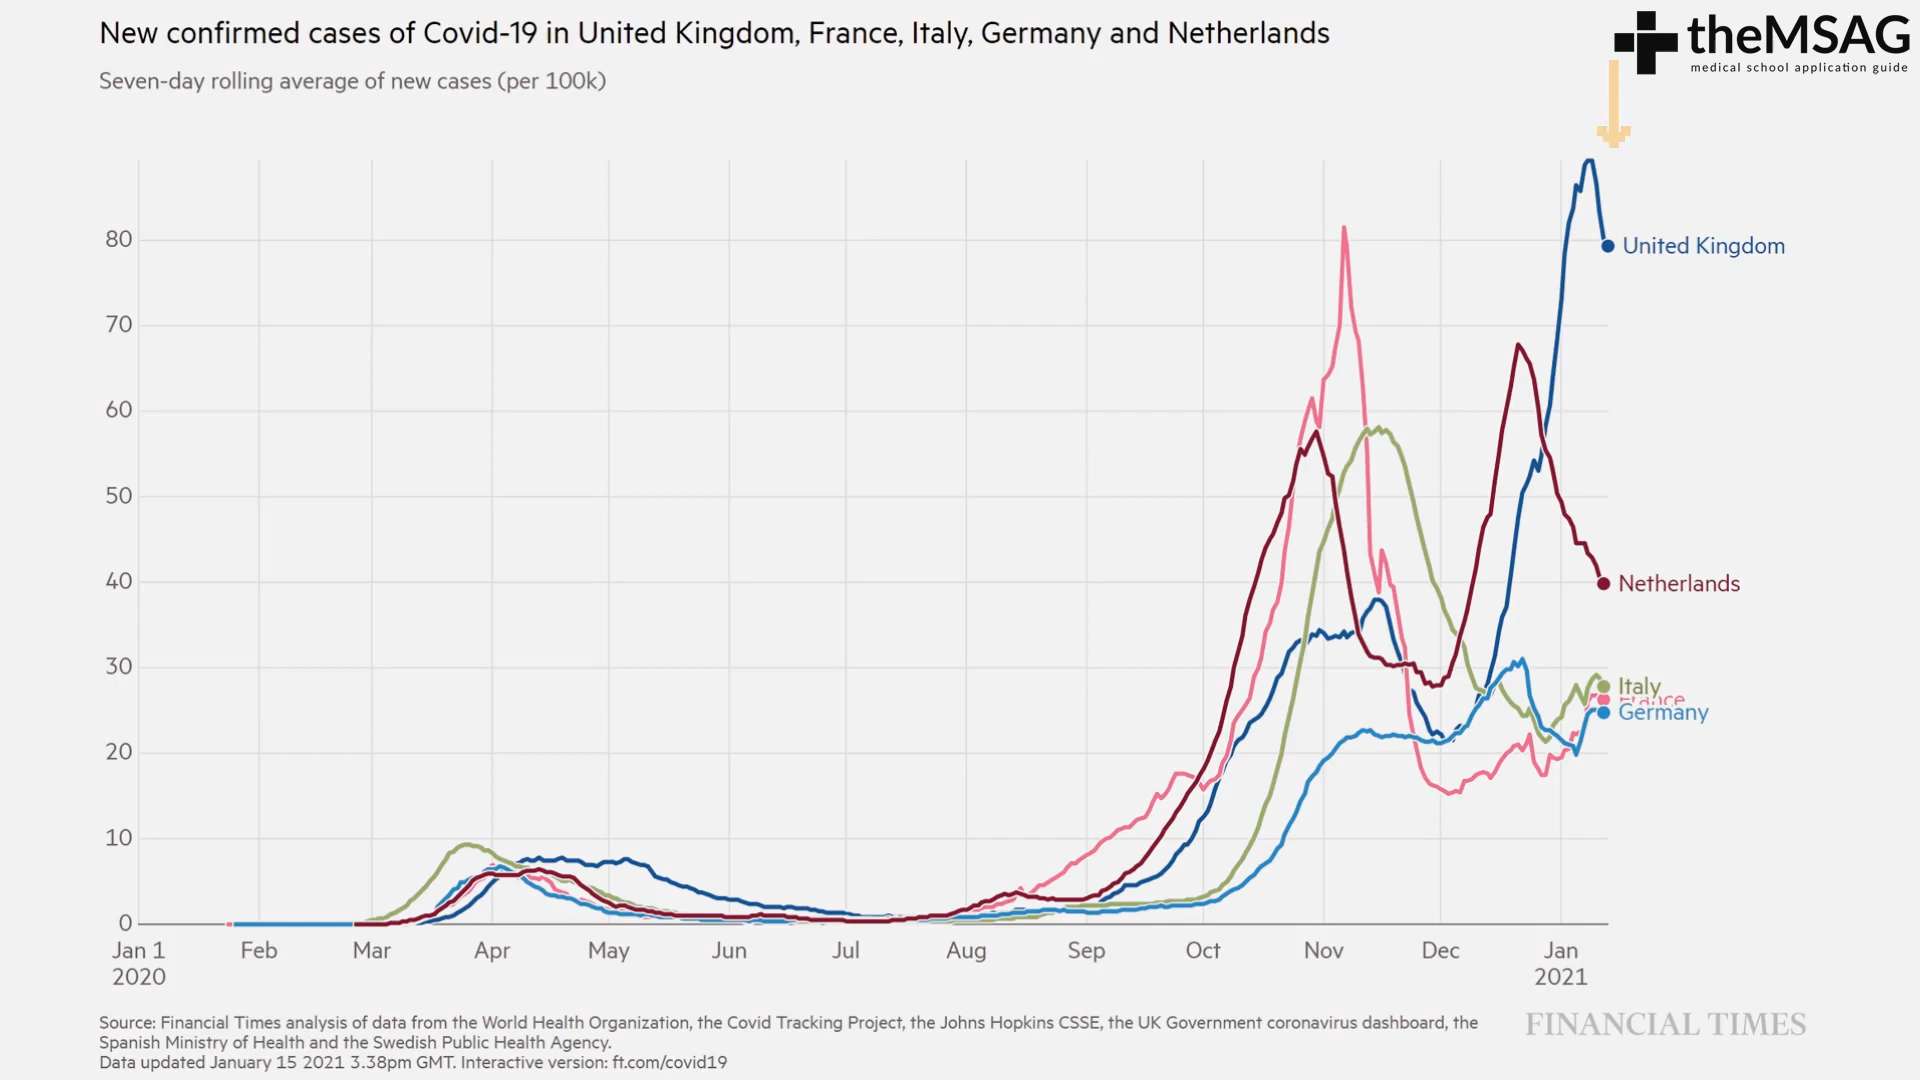 New confirmed cases of Covid-19 in United Kingdom, France, Italy, Germany and Netherlands
Seven-day rolling average of new cases (per 100k)
theMSAG
medical school application guide
80
70
60
50
40
30
20
10
0
United Kingdom
Netherlands
Italy
France
Germany
Jan 1 Feb Mar Apr May Jun Jul Aug Sep Oct Nov Dec Jan
2020 2021
Source: Financial Times analysis of data from the World Health Organization, the Covid Tracking Project, the Johns Hopkins CSSE, the UK Government coronavirus dashboard, the
Spanish Ministry of Health and the Swedish Public Health Agency.
Data updated January 15 2021 3.38pm GMT. Interactive version: ft.com/covid19
FINANCIAL TIMES